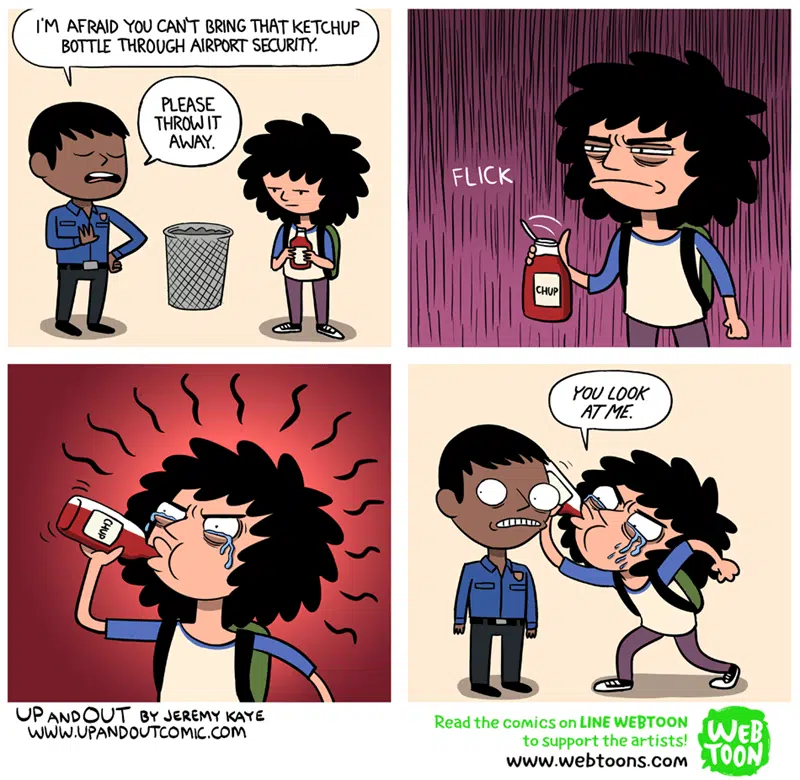 I'M AFRAID YOU CAN'T BRING THAT KETCHUP
BOTTLE THROUGH AIRPORT SECURITY.
PLEASE
THROW IT
AWAY.
FLICK
CHUP
CHUP
YOU LOOK
AT ME.
UP AND OUT BY JEREMY KAYE
WWW.UPANDOUTCOMIC.COM
Read the comics on LINE WEBTOON
to support the artists!
www.webtoons.com
WEB
TOON